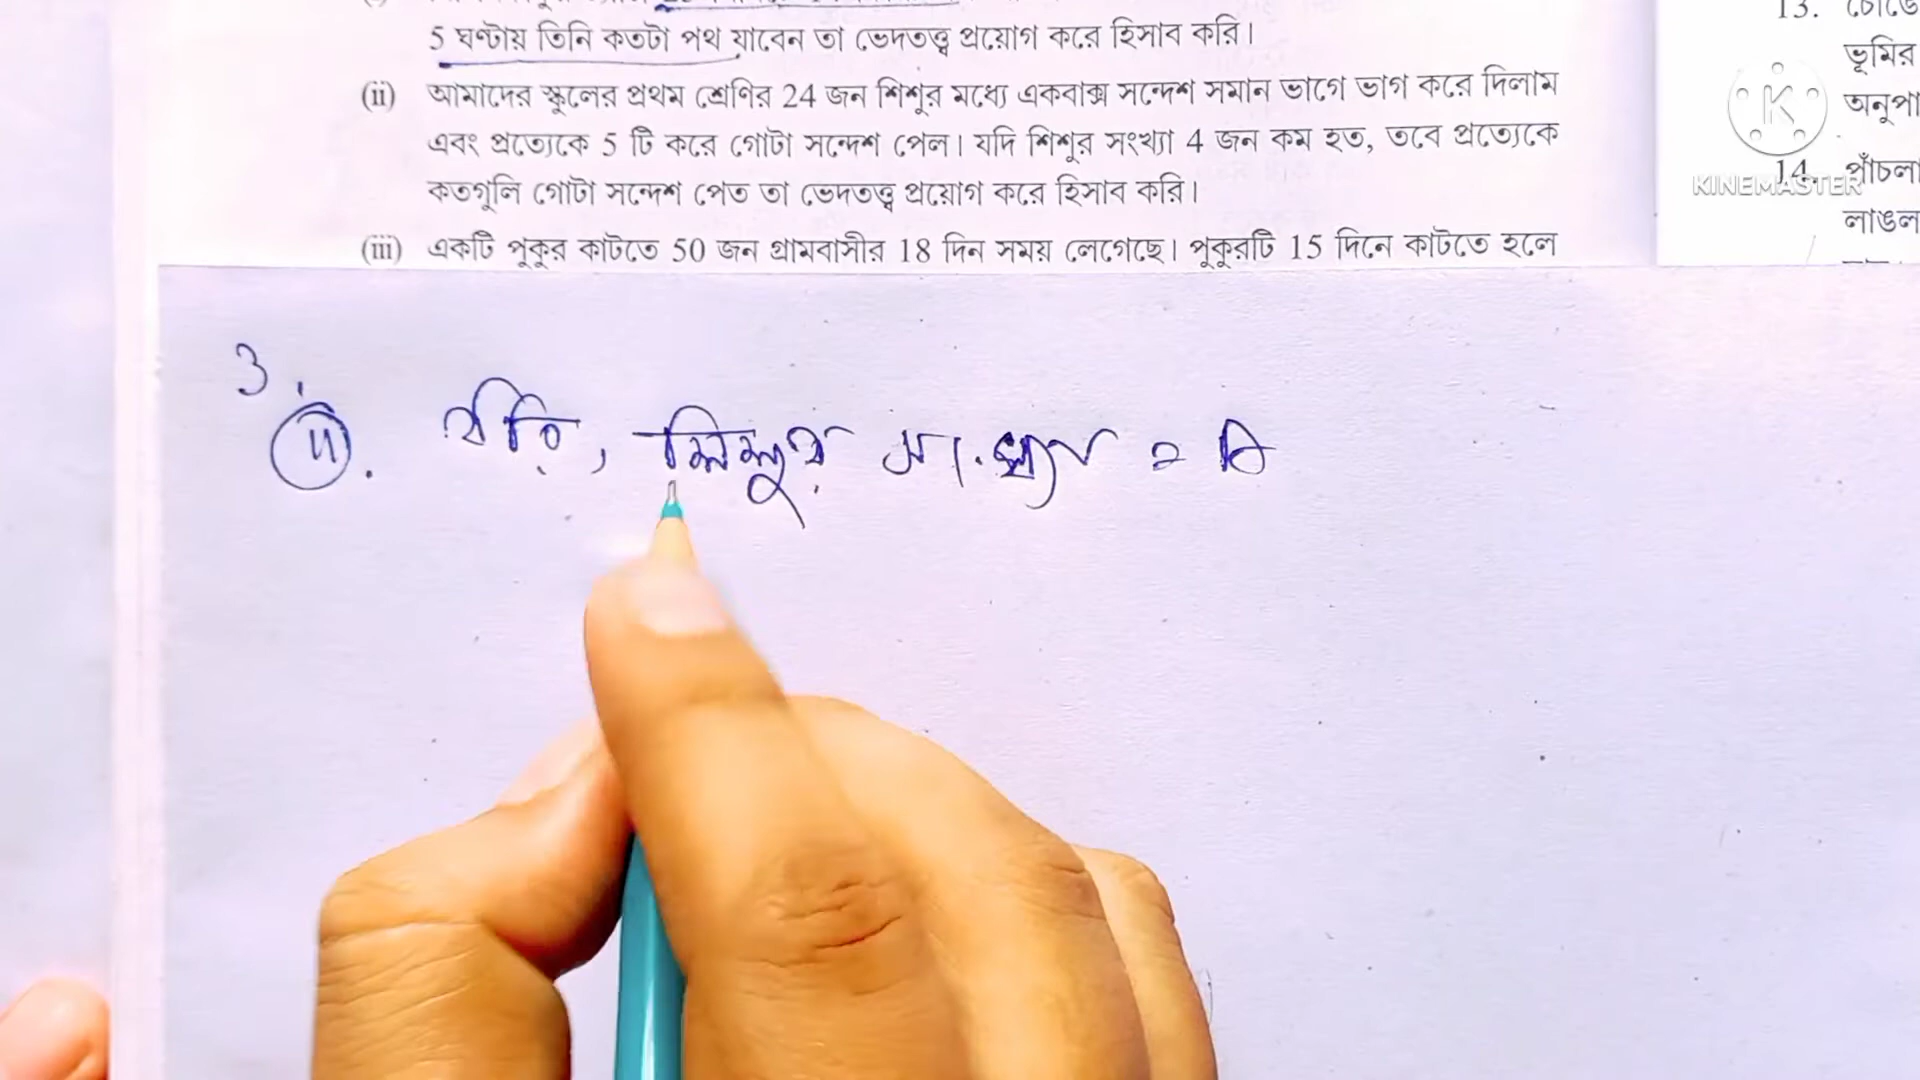 5 ঘণ্টায় তিনি কতটা পথ যাবেন তা ভেদতত্ত্ব প্রয়োগ করে হিসাব করি।
(ii) আমাদের স্কুলের প্রথম শ্রেণির 24 জন শিশুর মধ্যে একবাক্স সন্দেশ সমান ভাগে ভাগ করে দিলাম
এবং প্রত্যেকে 5 টি করে গোটা সন্দেশ পেল। যদি শিশুর সংখ্যা 4 জন কম হত, তবে প্রত্যেকে
কতগুলি গোটা সন্দেশ পেত তা ভেদতত্ত্ব প্রয়োগ করে হিসাব করি।
(iii) একটি পুকুর কাটতে 50 জন গ্রামবাসীর 18 দিন সময় লেগেছে। পুকুরটি 15 দিনে কাটতে হলে
13.
ভূমির
অনুপা
14. পাঁচলা
লাঙল
KINEMASTER
3.
ii. ধরি, শিশুর সংখ্যা = A